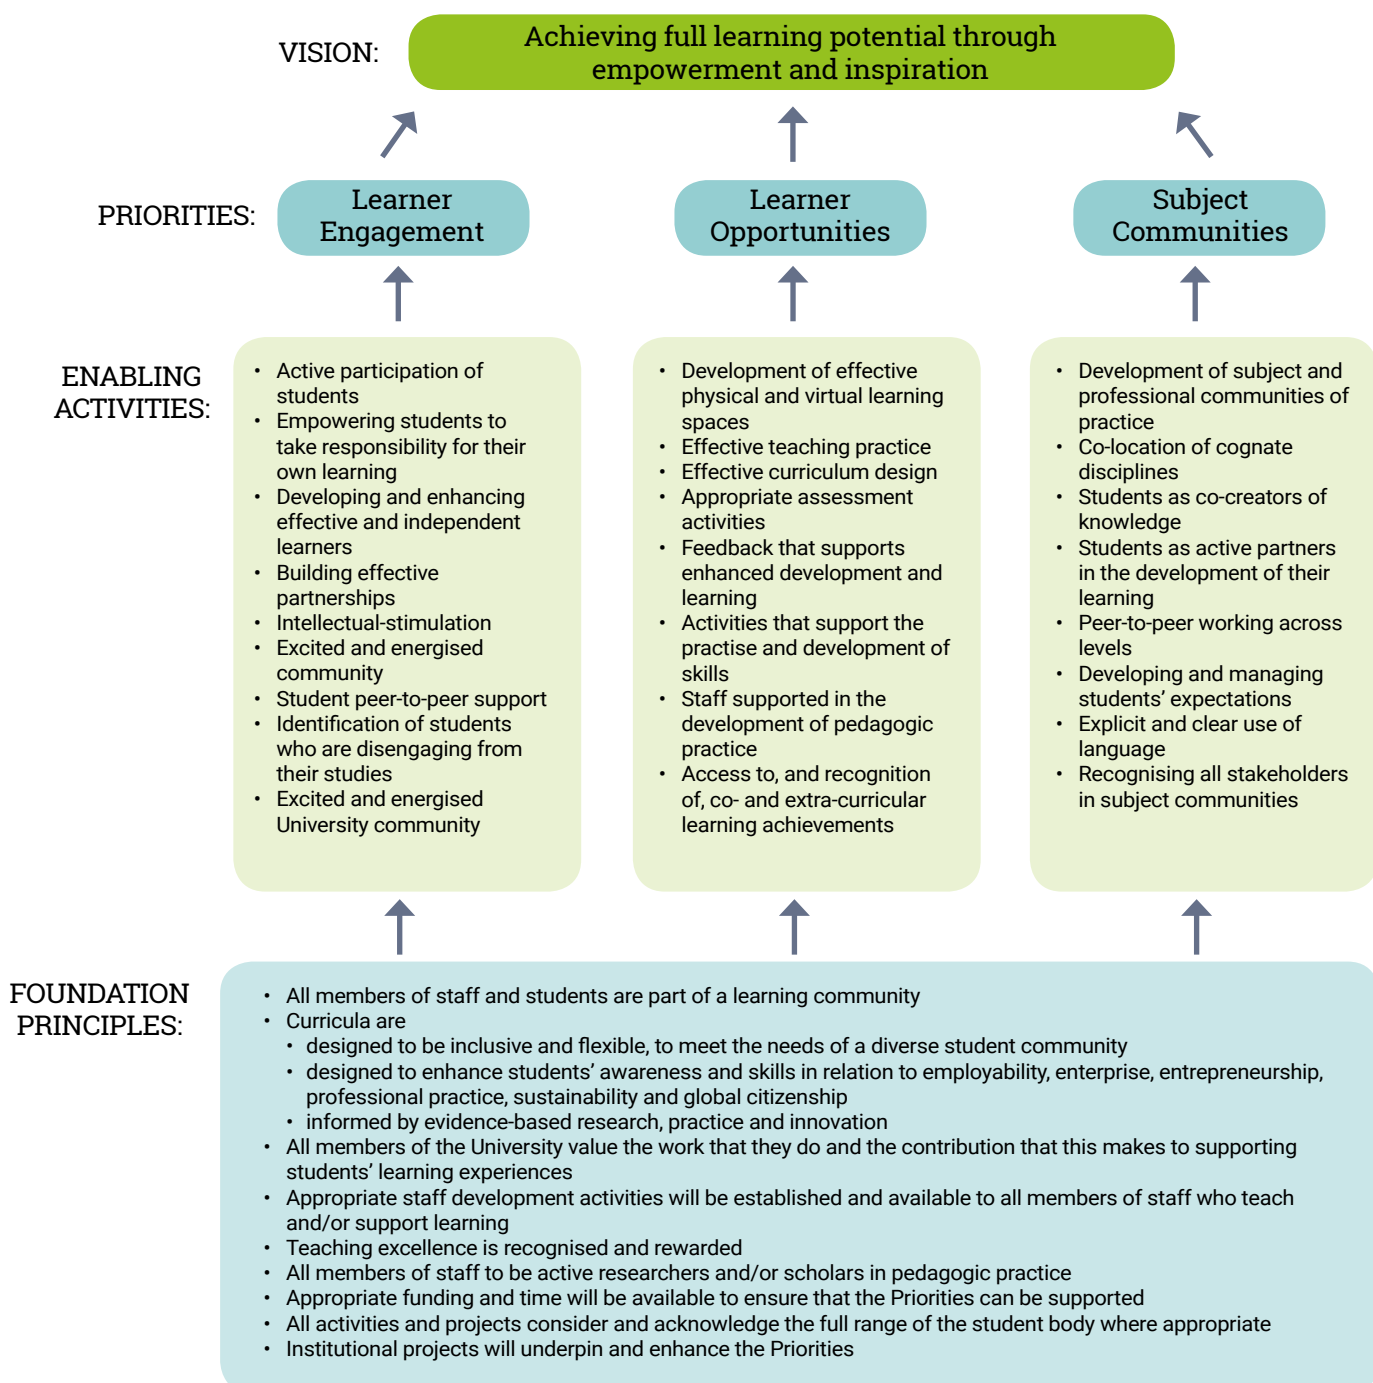 VISION:
Achieving full learning potential through
empowerment and inspiration
PRIORITIES:
Learner
Engagement
Learner
Opportunities
Subject
Communities
ENABLING
ACTIVITIES:
• Active participation of
students
• Empowering students to
take responsibility for their
own learning
• Developing and enhancing
effective and independent
learners
• Building effective
partnerships
• Intellectual-stimulation
• Excited and energised
community
• Student peer-to-peer support
• Identification of students
who are disengaging from
their studies
• Excited and energised
University community
• Development of effective
physical and virtual learning
spaces
• Effective teaching practice
• Effective curriculum design
• Appropriate assessment
activities
• Feedback that supports
enhanced development and
learning
• Activities that support the
practise and development of
skills
• Staff supported in the
development of pedagogic
practice
• Access to, and recognition
of, co- and extra-curricular
learning achievements
• Development of subject and
professional communities of
practice
• Co-location of cognate
disciplines
• Students as co-creators of
knowledge
• Students as active partners
in the development of their
learning
• Peer-to-peer working across
levels
• Developing and managing
students’ expectations
• Explicit and clear use of
language
• Recognising all stakeholders
in subject communities
FOUNDATION
PRINCIPLES:
• All members of staff and students are part of a learning community
• Curricula are
• designed to be inclusive and flexible, to meet the needs of a diverse student community
• designed to enhance students’ awareness and skills in relation to employability, enterprise, entrepreneurship,
professional practice, sustainability and global citizenship
• informed by evidence-based research, practice and innovation
• All members of the University value the work that they do and the contribution that this makes to supporting
students’ learning experiences
• Appropriate staff development activities will be established and available to all members of staff who teach
and/or support learning
• Teaching excellence is recognised and rewarded
• All members of staff to be active researchers and/or scholars in pedagogic practice
• Appropriate funding and time will be available to ensure that the Priorities can be supported
• All activities and projects consider and acknowledge the full range of the student body where appropriate
• Institutional projects will underpin and enhance the Priorities